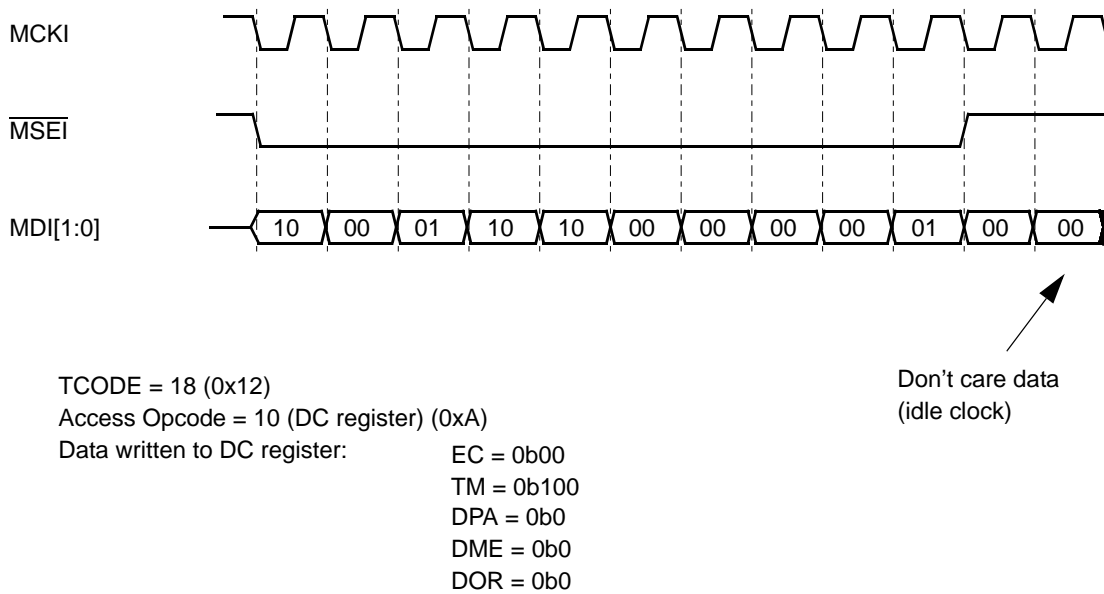 MCKI
MSEI
MDI[1:0]
10 00 01 10 10 00 00 00 00 01 00 00
Don't care data
(idle clock)
TCODE = 18 (0x12)
Access Opcode = 10 (DC register) (0xA)
Data written to DC register:
EC = 0b00
TM = 0b100
DPA = 0b0
DME = 0b0
DOR = 0b0